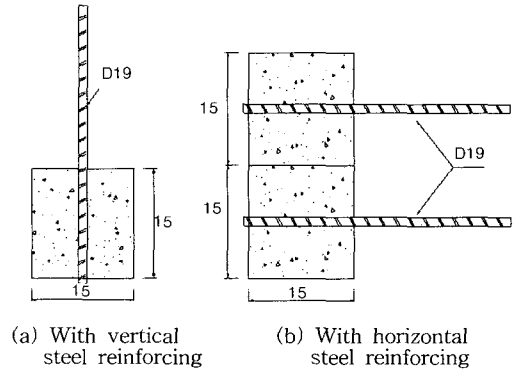 D19
15
15
15
D19
15
15
(a) With vertical
steel reinforcing
(b) With horizontal
steel reinforcing